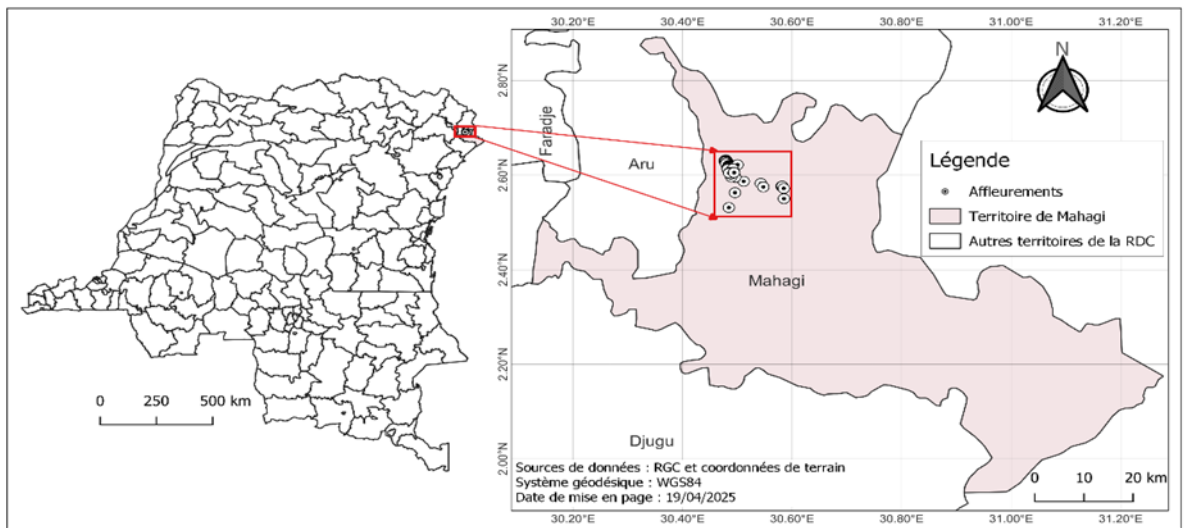 30.20°E 30.40°E 30.60°E 30.80°E 31.00°E 31.20°E
N
2.80°N
Faradje
Aru
Légende
2.60°N
Affleurements
Territoire de Mahagi
Autres territoires de la RDC
2.40°N
Mahagi
0 250 500 km
2.20°N
Djugu
2.00°N
Sources de données : RGC et coordonnées de terrain
Système géodésique : WGS84
Date de mise en page : 19/04/2025
0 10 20 km
30.20°E 30.40°E 30.60°E 30.80°E 31.00°E 31.20°E